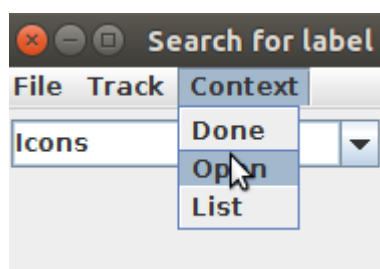 Search for label
File Track Context
Icons
Done
Open
List